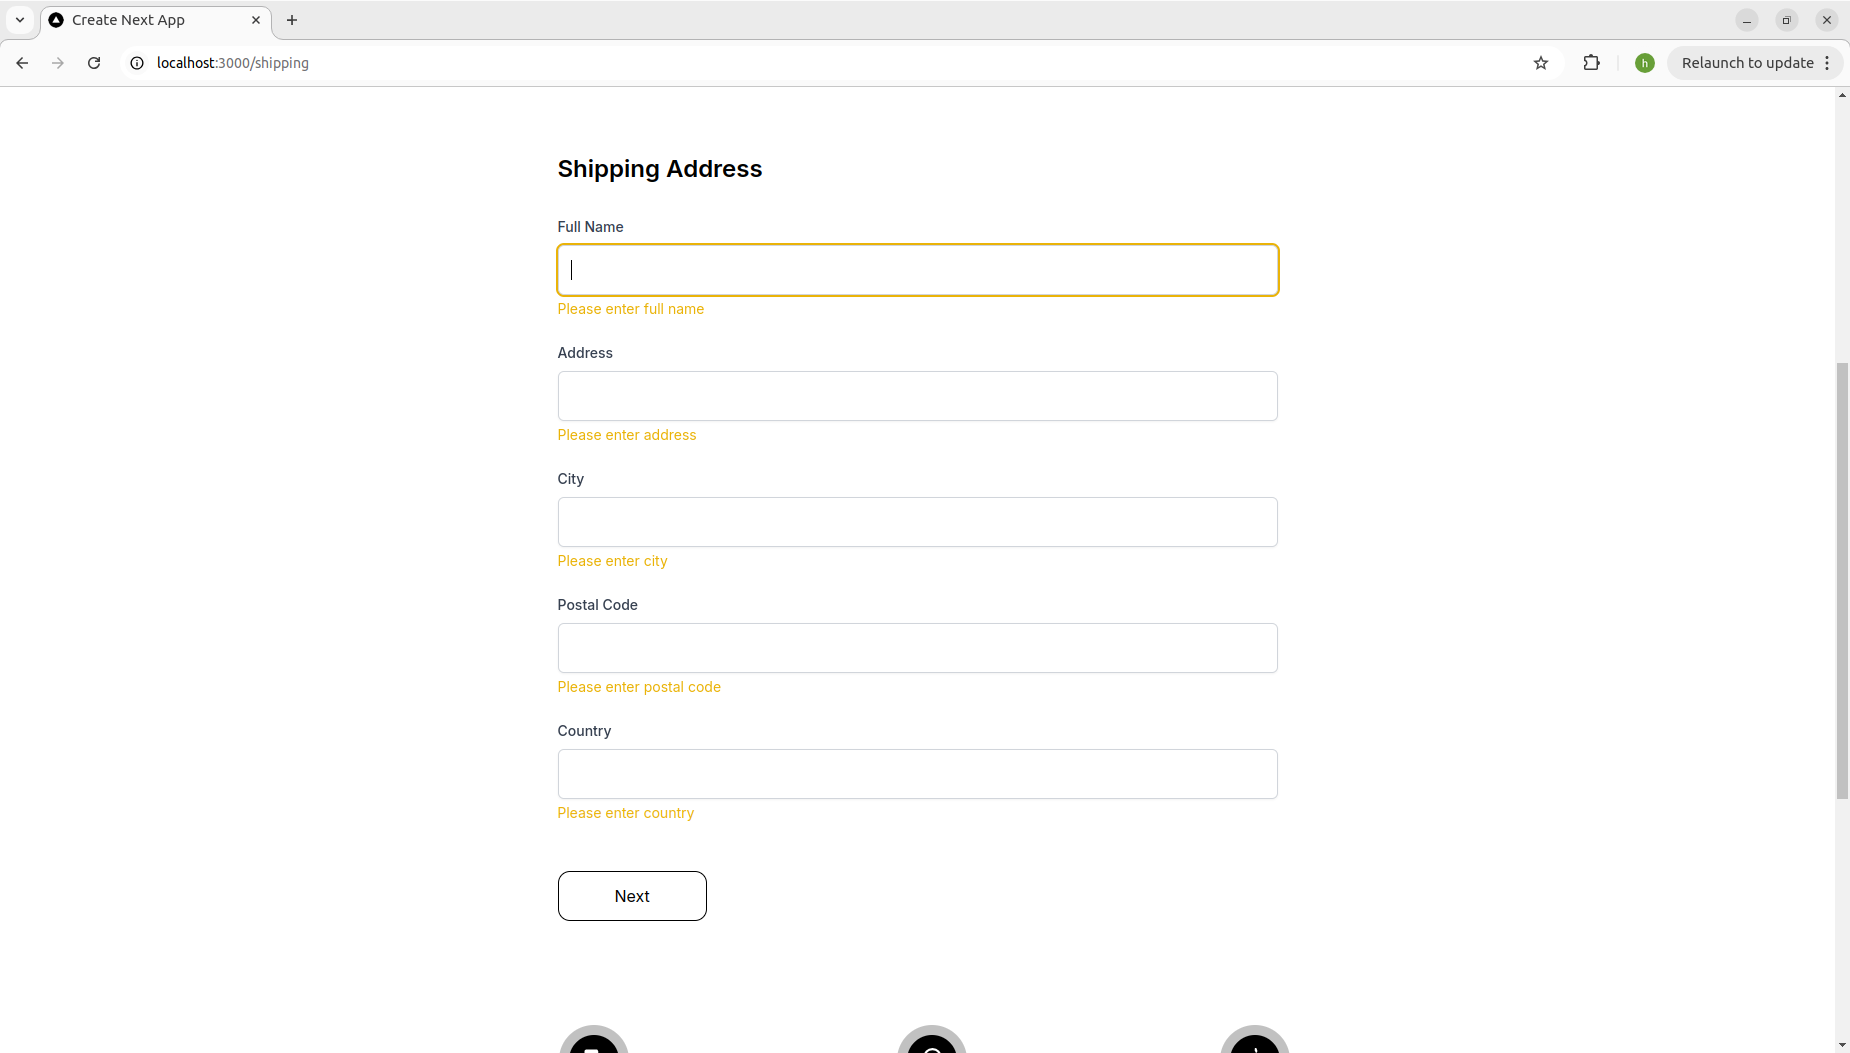 Create Next App
localhost:3000/shipping
h
Relaunch to update
Shipping Address
Full Name
Please enter full name
Address
Please enter address
City
Please enter city
Postal Code
Please enter postal code
Country
Please enter country
Next